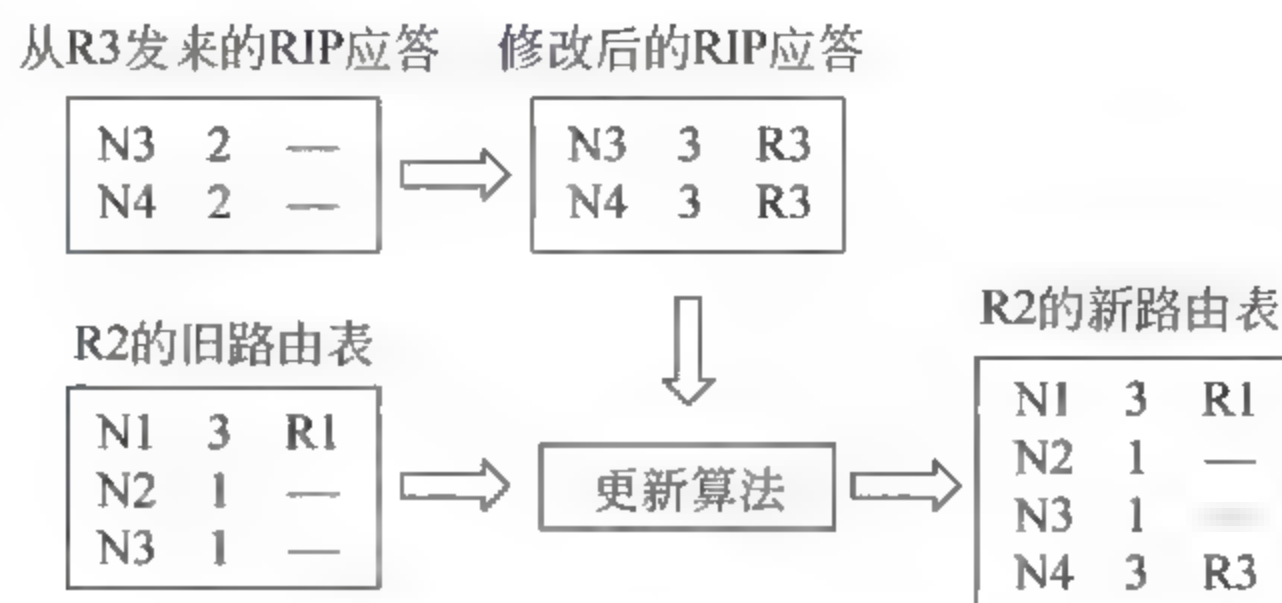 从R3发来的RIP应答
修改后的RIP应答
N3 2 —
N4 2 —
N3 3 R3
N4 3 R3
R2的旧路由表
N1 3 R1
N2 1 —
N3 1 —
更新算法
R2的新路由表
N1 3 R1
N2 1 —
N3 1
N4 3 R3